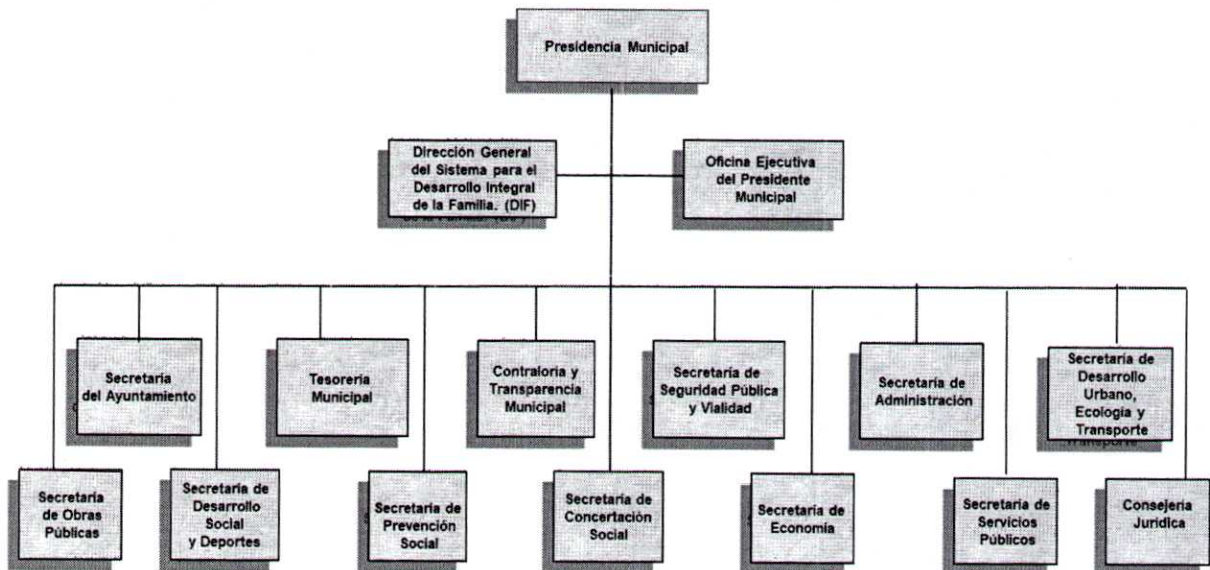 Presidencia Municipal
Dirección General
del Sistema para el
Desarrollo Integral
de la Familia. (DIF)
Oficina Ejecutiva
del Presidente
Municipal
Secretaría
del Ayuntamiento
Tesorería
Municipal
Contraloría y
Transparencia
Municipal
Secretaría de
Seguridad Pública
y Vialidad
Secretaría de
Administración
Secretaría de
Desarrollo
Urbano,
Ecología y
Transporte
Secretaría
de Obras
Públicas
Secretaría de
Desarrollo
Social
y Deportes
Secretaría de
Prevención
Social
Secretaría de
Concertación
Social
Secretaría de
Economía
Secretaría de
Servicios
Públicos
Consejería
Jurídica